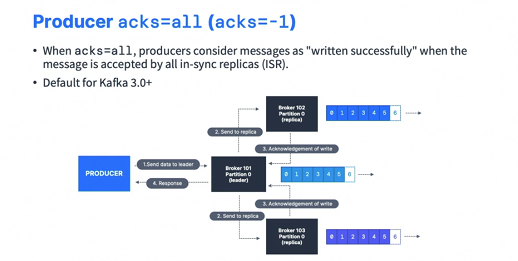 Producer acks=all (acks=-1)
• When acks=all, producers consider messages as "written successfully" when the
message is accepted by all in-sync replicas (ISR).
• Default for Kafka 3.0+
Broker 102
Partition 0
(replica)
0 1 2 3 4 5 6
2. Send to replica
3. Acknowledgement of write
1.Send data to leader
PRODUCER
Broker 101
Partition 0
(leader)
0 1 2 3 4 5 6
4. Response
3. Acknowledgement of write
2. Send to replica
Broker 103
Partition 0
(replica)
0 1 2 3 4 5 6